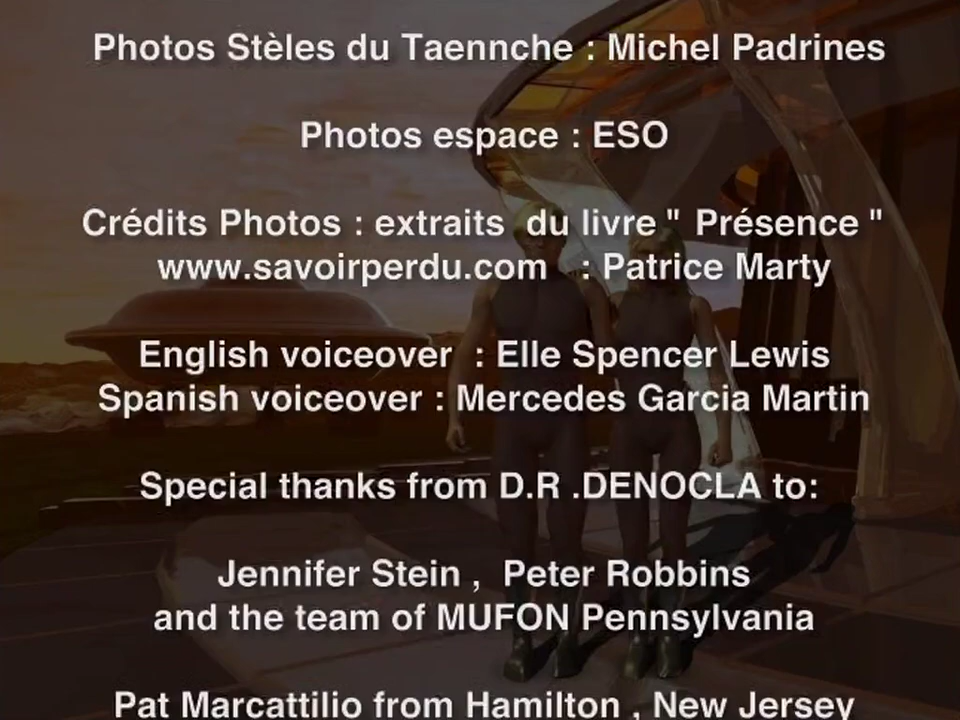 Photos Stèles du Taennche : Michel Padrines
Photos espace : ESO
Crédits Photos : extraits du livre " Présence "
www.savoirperdu.com : Patrice Marty
English voiceover : Elle Spencer Lewis
Spanish voiceover : Mercedes Garcia Martin
Special thanks from D.R .DENOCLA to:
Jennifer Stein , Peter Robbins
and the team of MUFON Pennsylvania
Pat Marcattilio from Hamilton , New Jersey